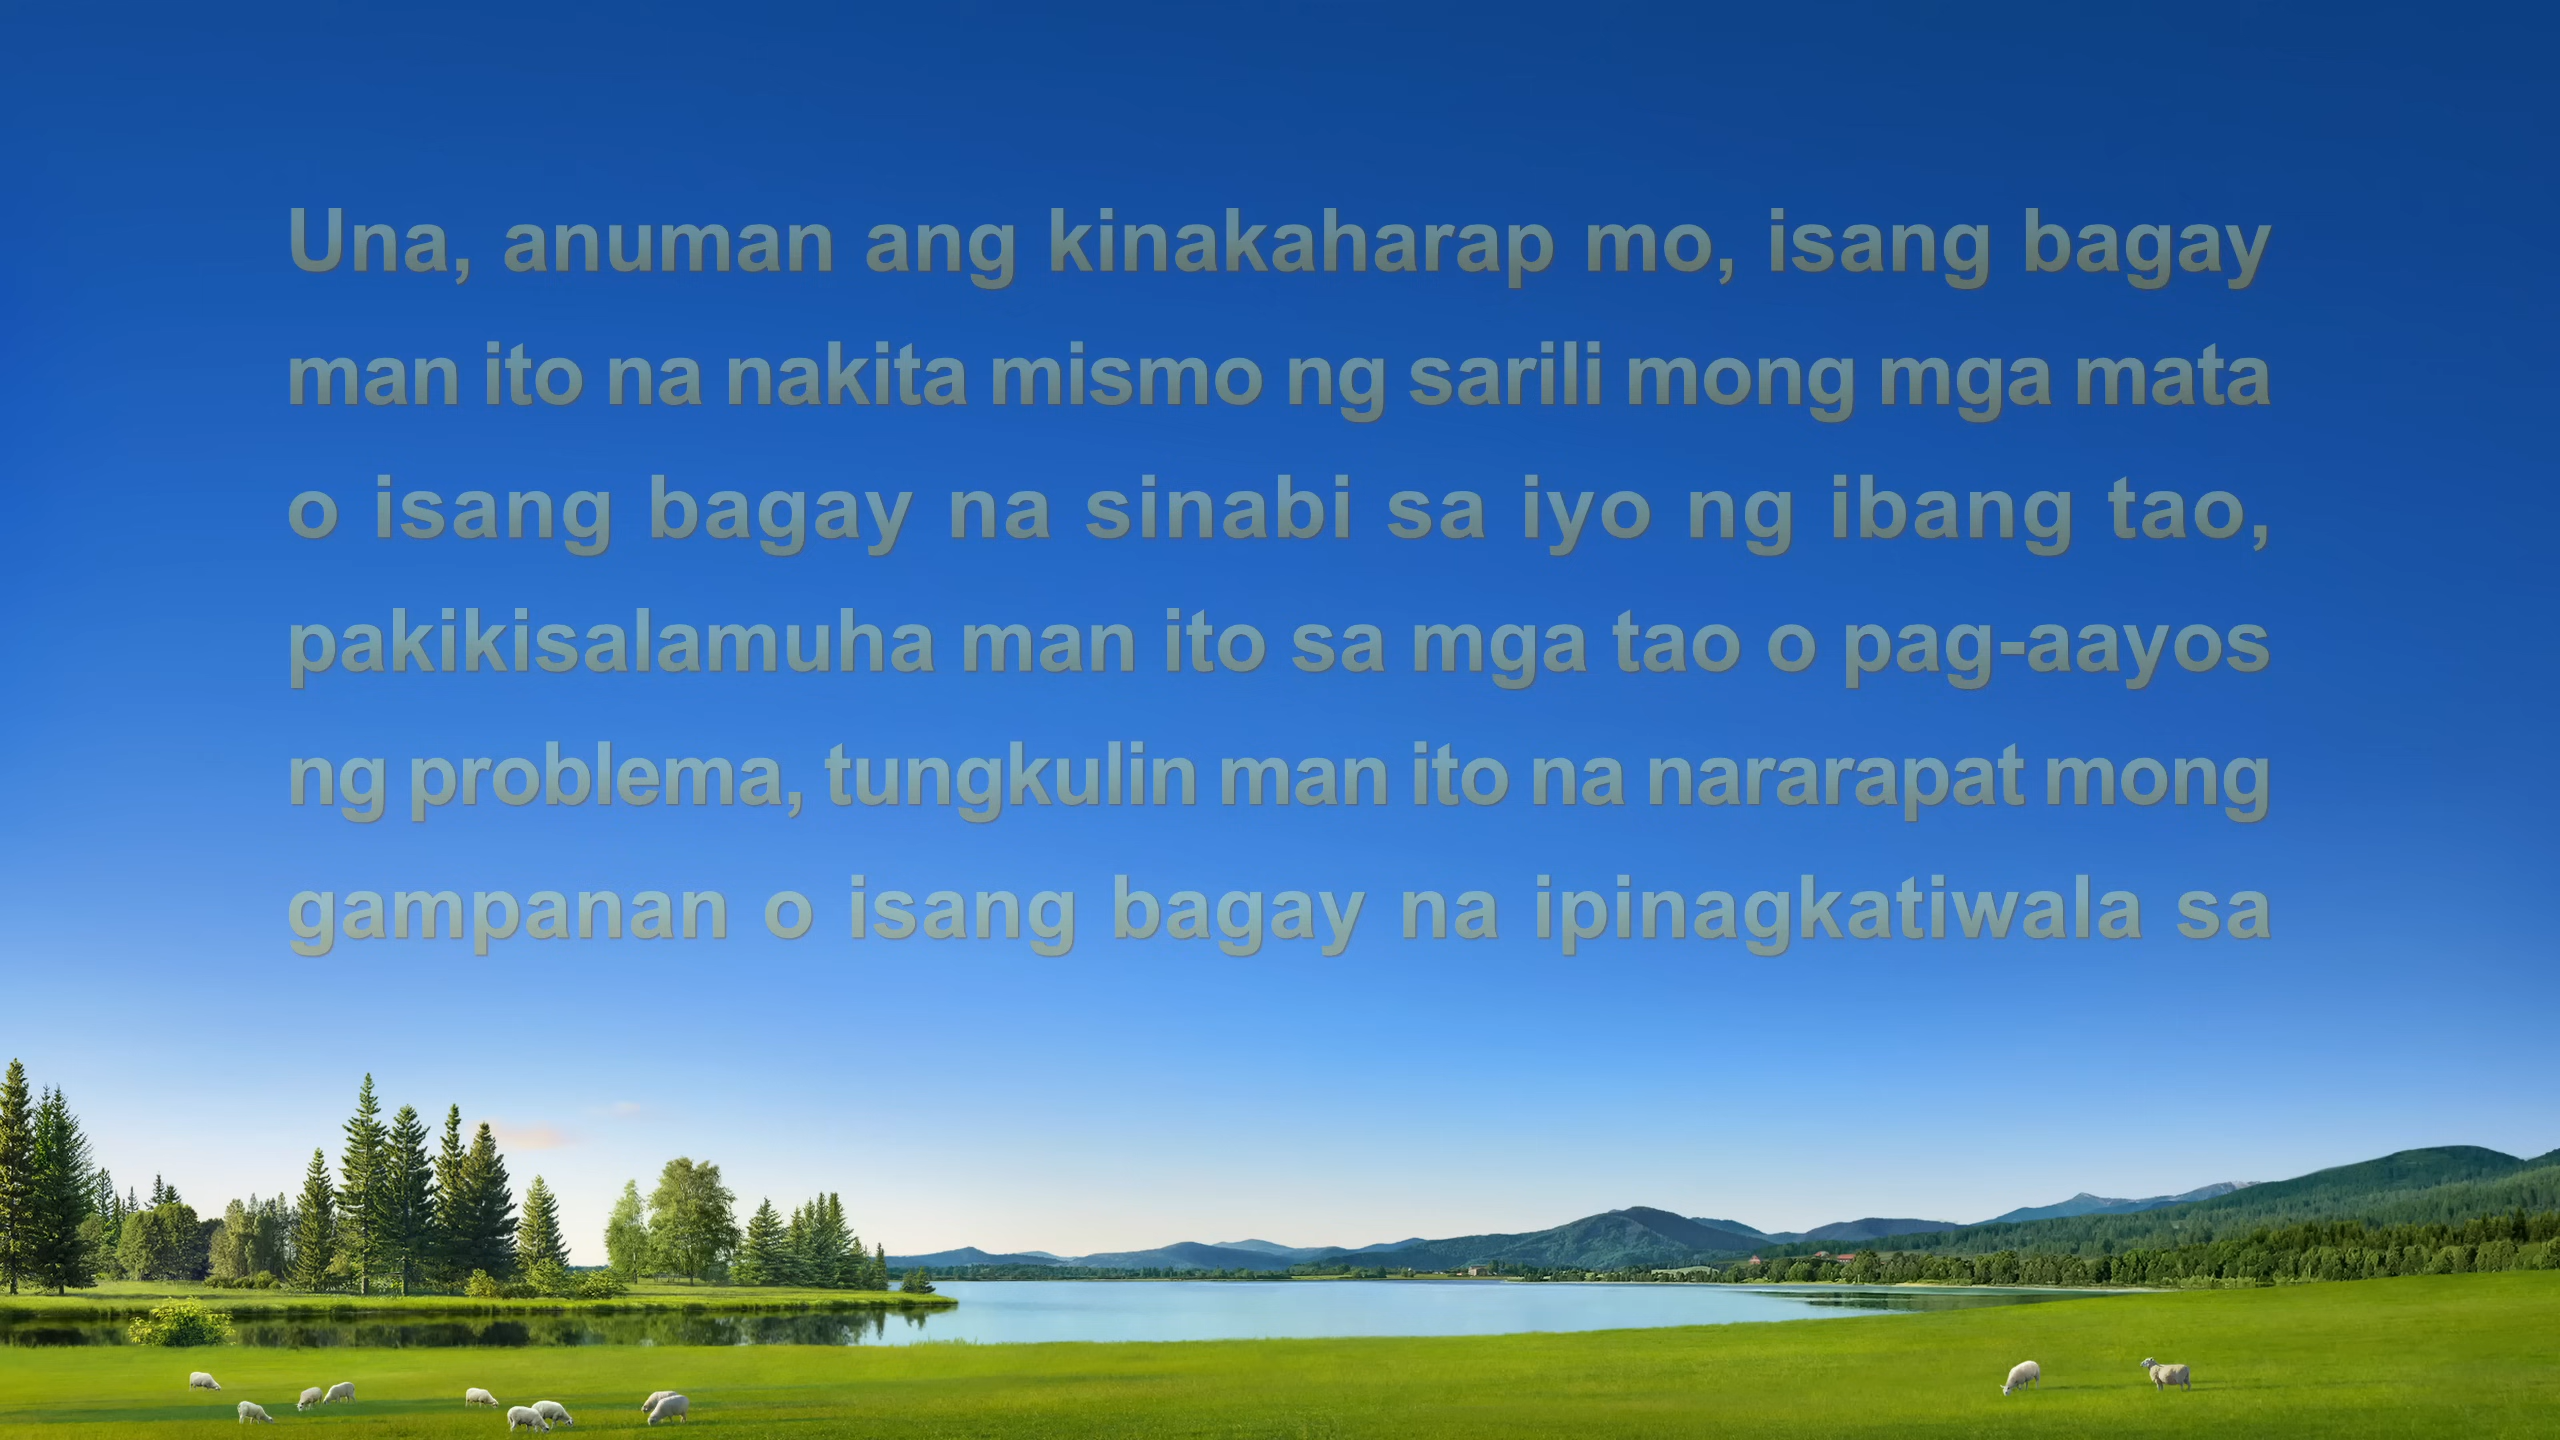 Una, anuman ang kinakaharap mo, isang bagay
man ito na nakita mismo ng sarili mong mga mata
o isang bagay na sinabi sa iyo ng ibang tao,
pakikisalamuha man ito sa mga tao o pag-aayos
ng problema, tungkulin man ito na nararapat mong
gampanan o isang bagay na ipinagkatiwala sa